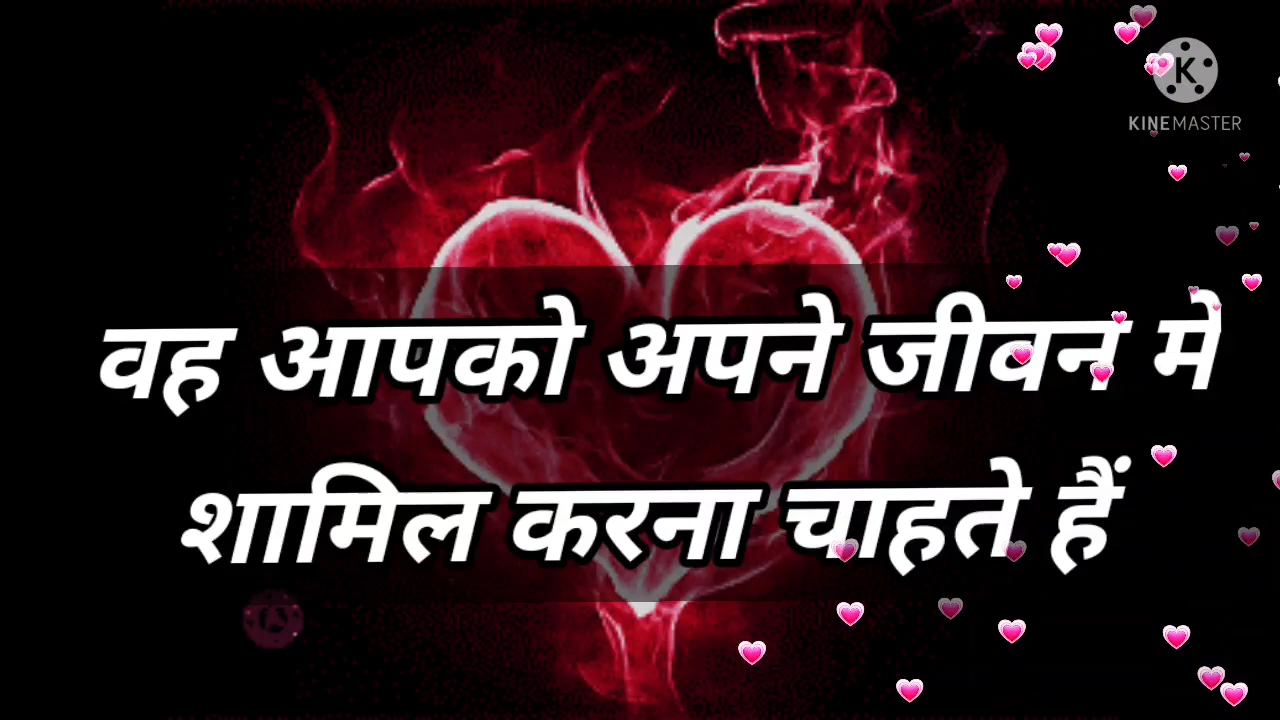 KINEMASTER
वह आपको अपने जीवन मे
शामिल करना चाहते हैं